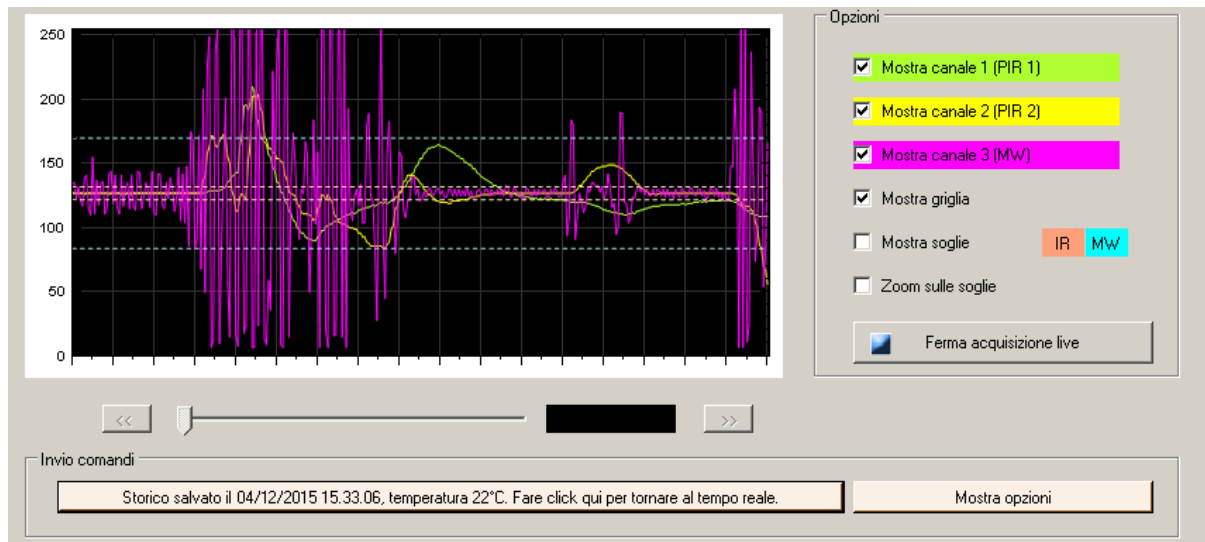 250
200
150
100
50
0
Opzioni
Mostra canale 1 (PIR 1)
Mostra canale 2 (PIR 2)
Mostra canale 3 (MW)
Mostra griglia
Mostra soglie IR MW
Zoom sulle soglie
Ferma acquisizione live
<< >>
Invio comandi
Storico salvato il 04/12/2015 15.33.06, temperatura 22°C. Fare click qui per tornare al tempo reale. Mostra opzioni